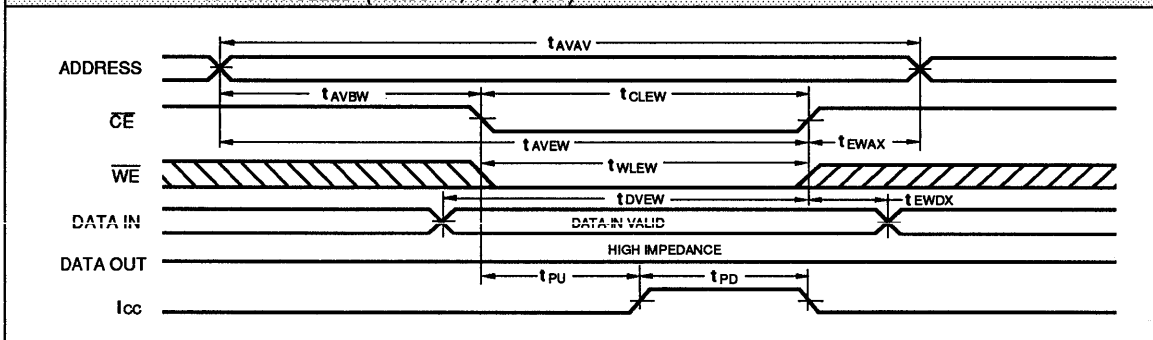 tAVAV
ADDRESS
tAVBW
tCLEW
CE
tAVEW
tEWAX
WE
tWLEW
tDVEW
tEWDX
DATA IN
DATA-IN VALID
HIGH IMPEDANCE
DATA OUT
tPU
tPD
Icc